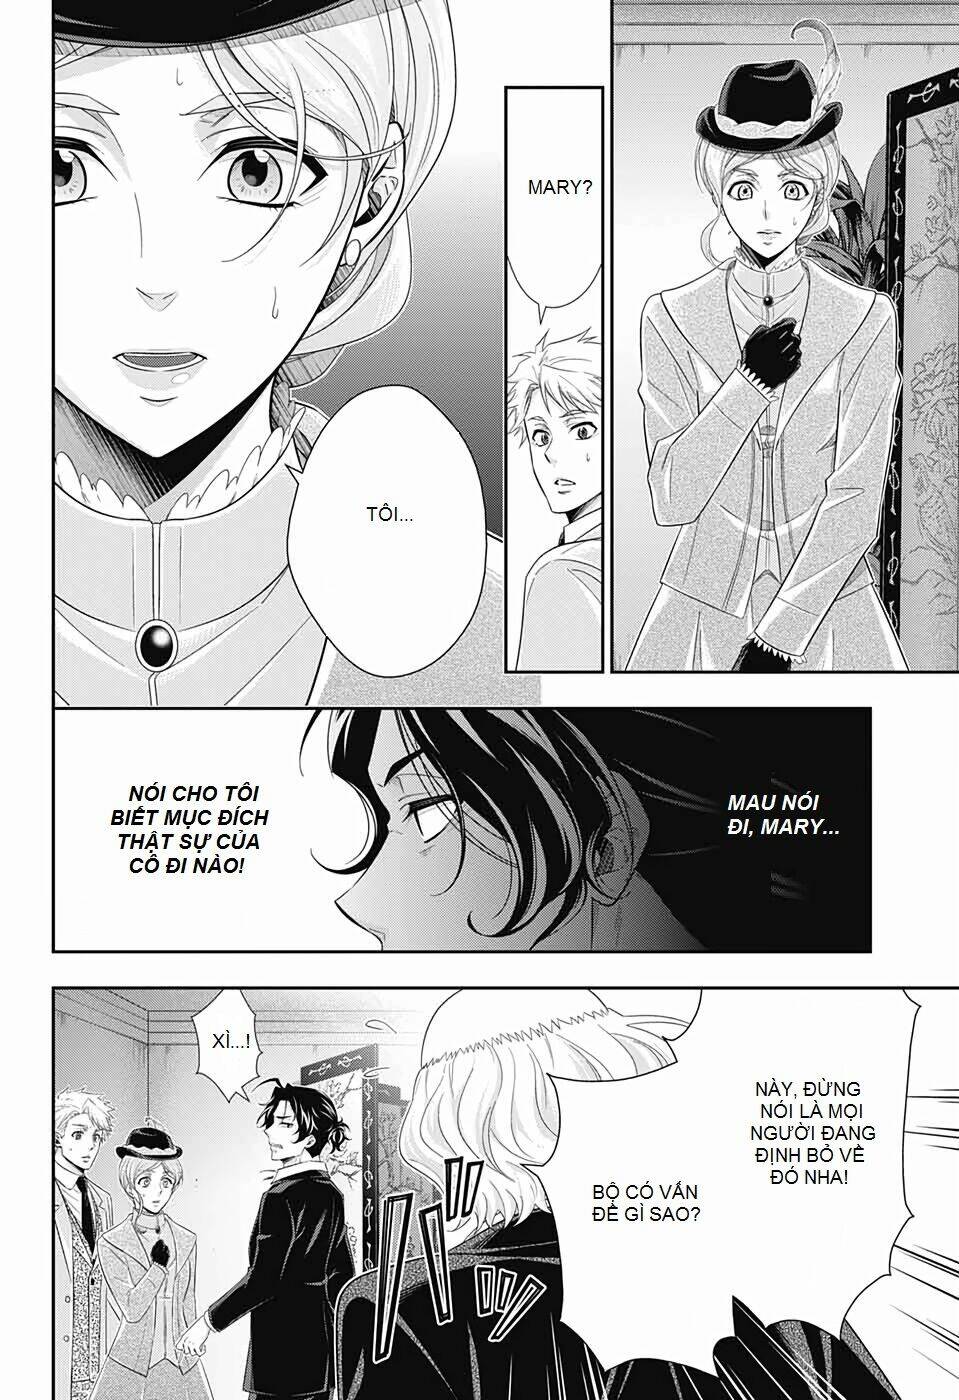 MARY?
TÔI...
MAU NÓI
ĐI, MARY...
NÓI CHO TÔI
BIẾT MỤC ĐÍCH
THẬT SỰ CỦA
CÔ ĐI NÀO!
NÀY, ĐỪNG
NÓI LÀ MỌI
NGƯỜI ĐANG
ĐỊNH BỎ VỀ
ĐÓ NHA!
BỘ CÓ VẤN
ĐỀ GÌ SAO?
XÌ...!